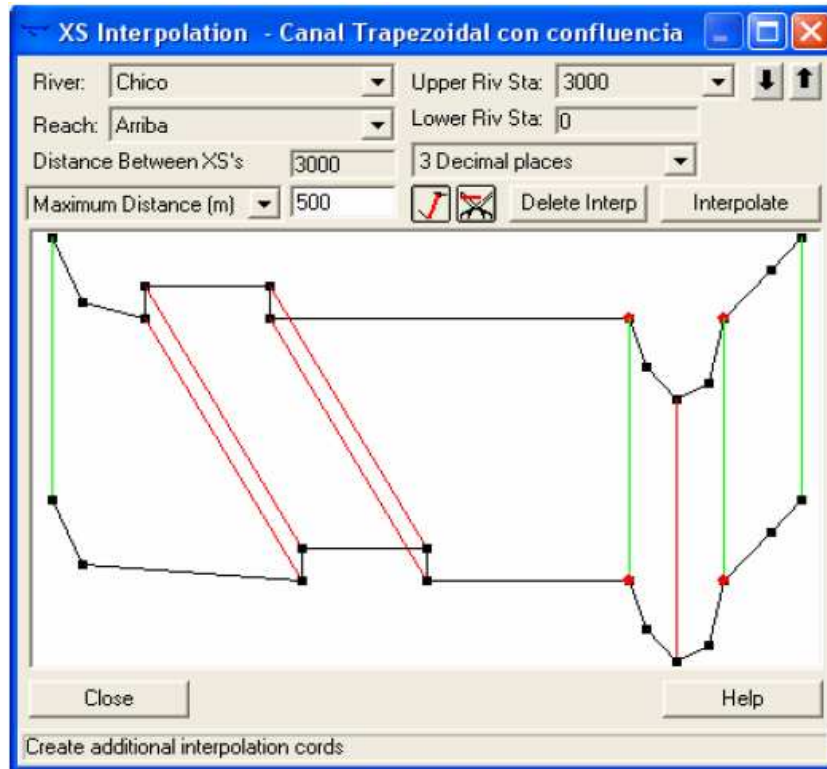 XS Interpolation - Canal Trapezoidal con confluencia
River: Chico Upper Riv Sta: 3000
Reach: Arriba Lower Riv Sta: 0
Distance Between XS's 3000 3 Decimal places
Maximum Distance (m) 500 Delete Interp Interpolate
Close Help
Create additional interpolation cords